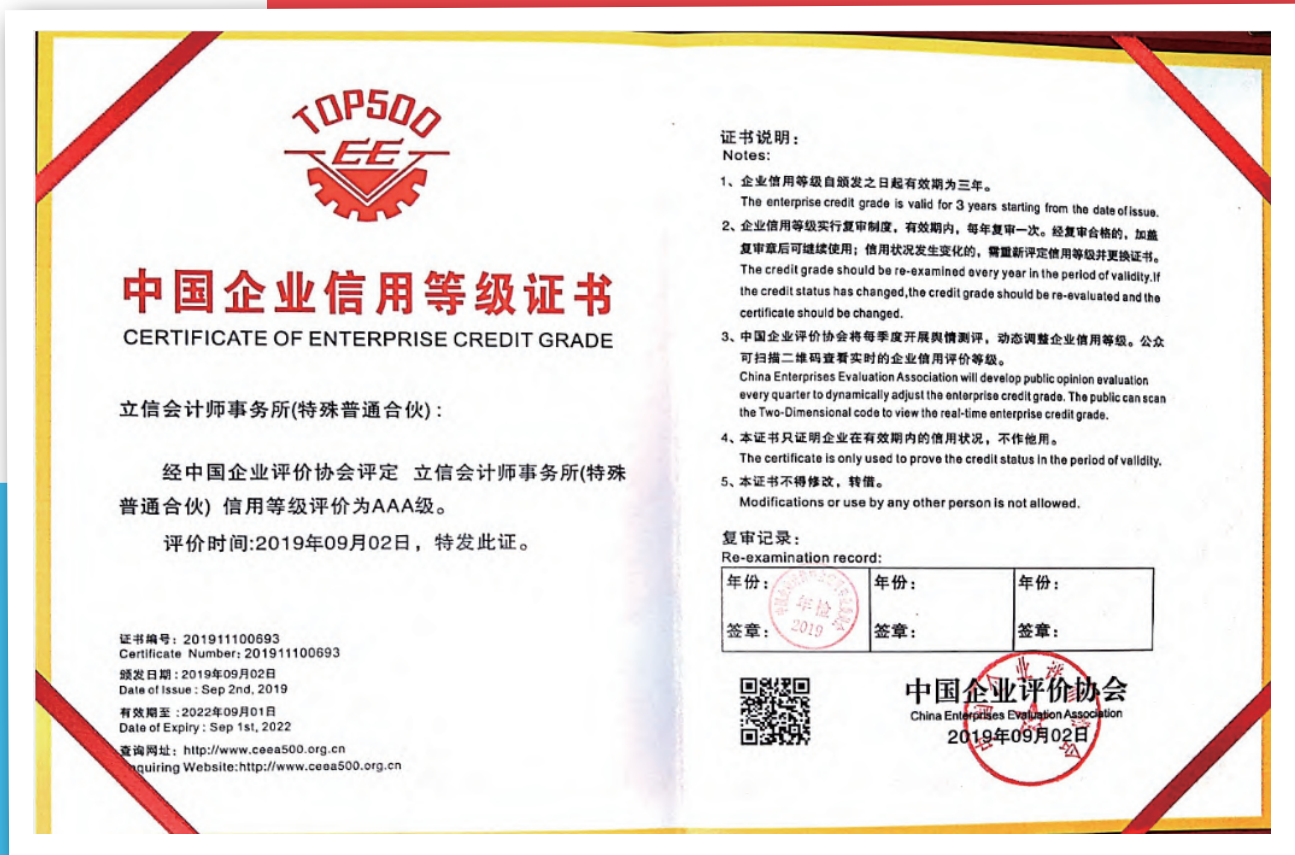 TOP500
EE
中国企业信用等级证书
CERTIFICATE OF ENTERPRISE CREDIT GRADE
立信会计师事务所(特殊普通合伙)：
经中国企业评价协会评定 立信会计师事务所(特殊
普通合伙) 信用等级评价为AAA级。
评价时间:2019年09月02日，特发此证。
证书编号：201911100693
Certificate Number: 201911100693
颁发日期：2019年09月02日
Date of Issue : Sep 2nd, 2019
有效期至：2022年09月01日
Date of Expiry : Sep 1st, 2022
查询网址：http://www.ceea500.org.cn
nquiring Website:http://www.ceea500.org.cn
证书说明：
Notes:
1、企业信用等级自颁发之日起有效期为三年。
The enterprise credit grade is valid for 3 years starting from the date of issue.
2、企业信用等级实行复审制度，有效期内，每年复审一次。经复审合格的，加盖
复审章后可继续使用；信用状况发生变化的，需重新评定信用等级并更换证书。
The credit grade should be re-examined every year in the period of validity.If
the credit status has changed,the credit grade should be re-evaluated and the
certificate should be changed.
3、中国企业评价协会将每季度开展舆情测评，动态调整企业信用等级。公众
可扫描二维码查看实时的企业信用评价等级。
China Enterprises Evaluation Association will develop public opinion evaluation
every quarter to dynamically adjust the enterprise credit grade. The public can scan
the Two-Dimensional code to view the real-time enterprise credit grade.
4、本证书只证明企业在有效期内的信用状况，不作他用。
The certificate is only used to prove the credit status in the period of validity.
5、本证书不得修改，转借。
Modifications or use by any other person is not allowed.
复审记录：
Re-examination record:
年份： 年份： 年份：
年检
2019
签章： 签章： 签章：
中国企业评价协会
China Enterprises Evaluation Association
2019年09月02日